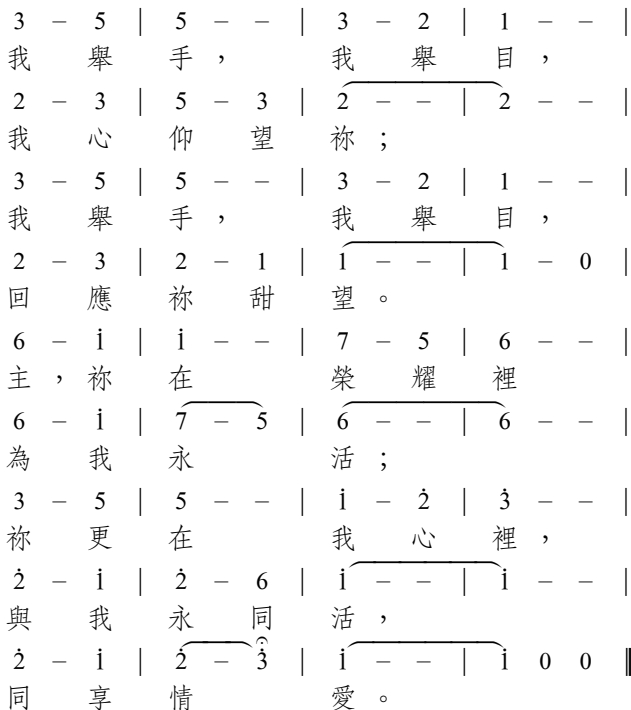 3 – 5 | 5 – – | 3 – 2 | 1 – – |
我 舉 手， 我 舉 目，
2 – 3 | 5 – 3 | 2 – – | 2 – – |
我 心 仰 望 祢；
3 – 5 | 5 – – | 3 – 2 | 1 – – |
我 舉 手， 我 舉 目，
2 – 3 | 2 – 1 | 1 – – | 1 – 0 |
回 應 祢 甜 望。
6 – i | i – – | 7 – 5 | 6 – – |
主，祢 在 榮 耀 裡
6 – i | 7 – 5 | 6 – – | 6 – – |
為 我 永 活；
3 – 5 | 5 – – | i – 2̇ | 3̇ – – |
祢 更 在 我 心 裡，
2̇ – i | 2̇ – 6 | i – – | i – – |
與 我 永 同 活，
2̇ – i | 2̇ – 3̇ | i – – | i 0 0 ‖
同 享 情 愛。